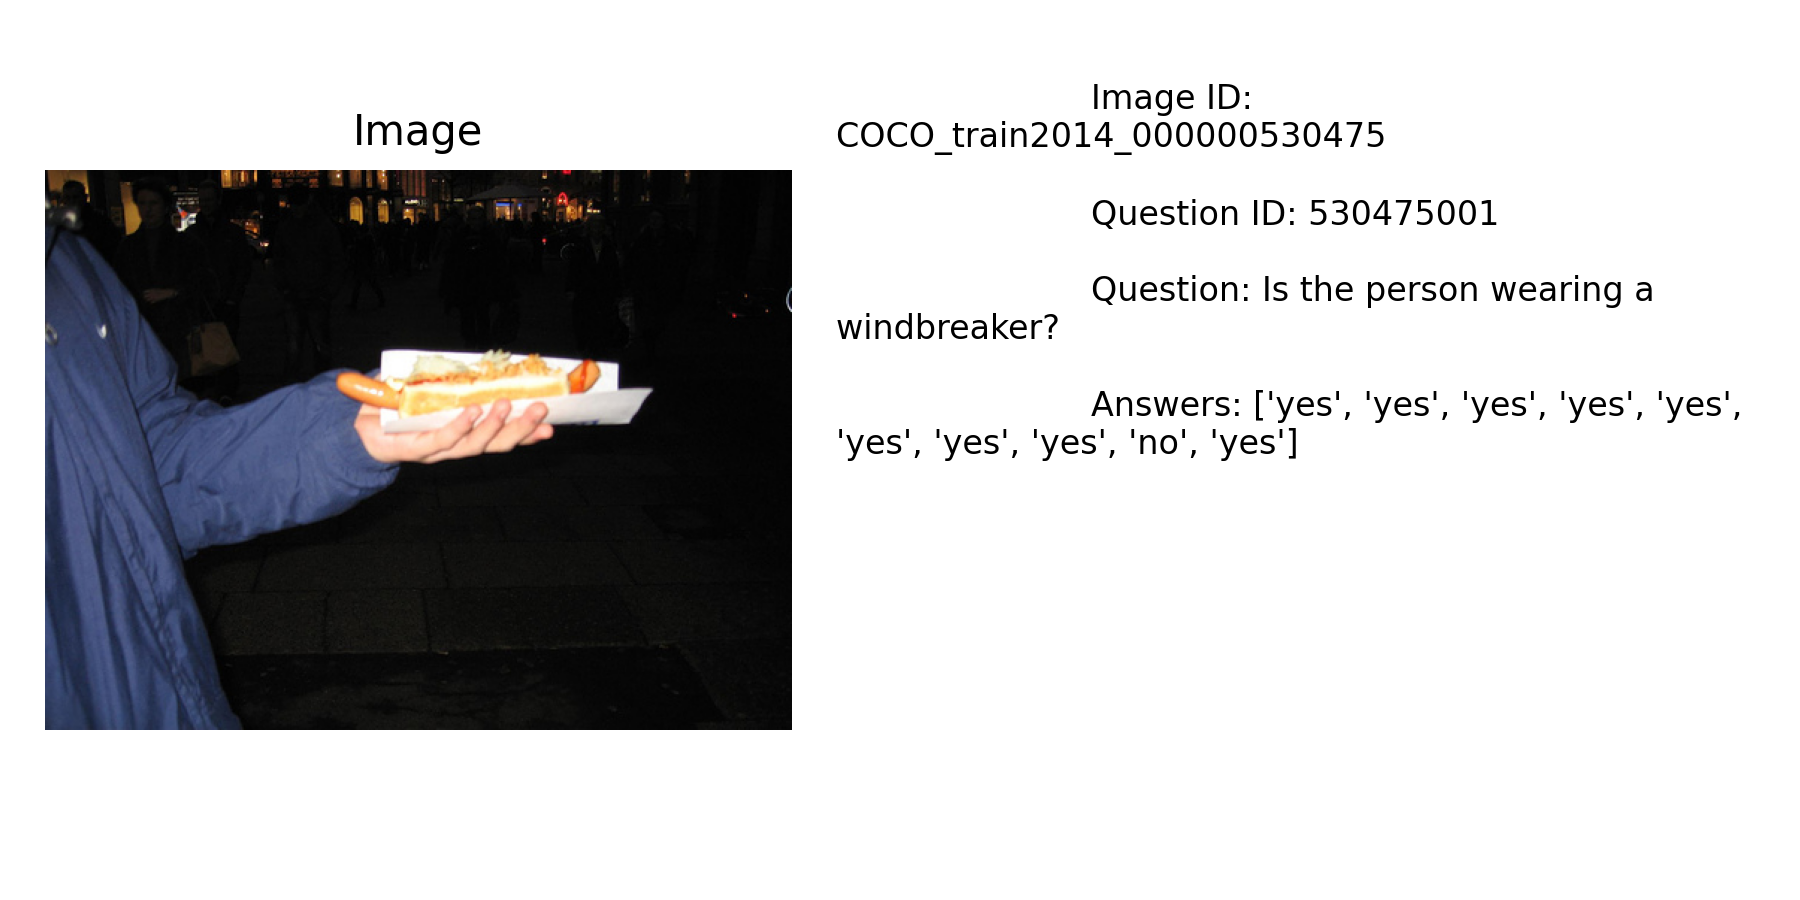 Image
Image ID:
COCO_train2014_000000530475
Question ID: 530475001
Question: Is the person wearing a
windbreaker?
Answers: ['yes', 'yes', 'yes', 'yes', 'yes',
'yes', 'yes', 'yes', 'no', 'yes']